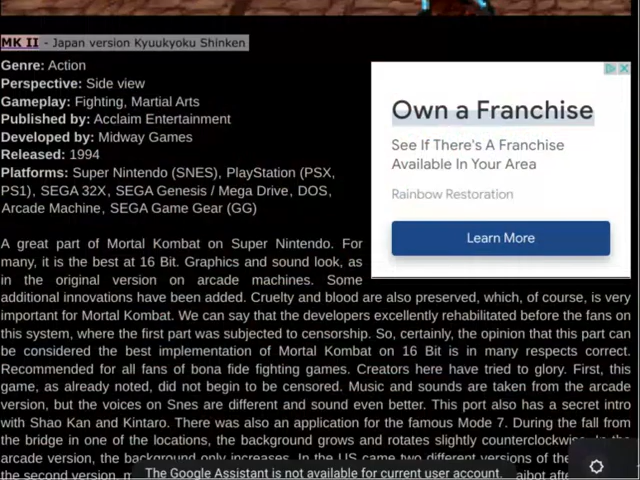 MK II - Japan version Kyuukyoku Shinken
Genre: Action
Perspective: Side view
Gameplay: Fighting, Martial Arts
Published by: Acclaim Entertainment
Developed by: Midway Games
Released: 1994
Platforms: Super Nintendo (SNES), PlayStation (PSX,
PS1), SEGA 32X, SEGA Genesis / Mega Drive, DOS,
Arcade Machine, SEGA Game Gear (GG)
Own a Franchise
See If There's A Franchise
Available In Your Area
Rainbow Restoration
Learn More
A great part of Mortal Kombat on Super Nintendo. For
many, it is the best at 16 Bit. Graphics and sound look, as
in the original version on arcade machines. Some
additional innovations have been added. Cruelty and blood are also preserved, which, of course, is very
important for Mortal Kombat. We can say that the developers excellently rehabilitated before the fans on
this system, where the first part was subjected to censorship. So, certainly, the opinion that this part can
be considered the best implementation of Mortal Kombat on 16 Bit is in many respects correct.
Recommended for all fans of bona fide fighting games. Creators here have tried to glory. First, this
game, as already noted, did not begin to be censored. Music and sounds are taken from the arcade
version, but the voices on Snes are different and sound even better. This port also has a secret intro
with Shao Kan and Kintaro. There was also an application for the famous Mode 7. During the fall from
the bridge in one of the locations, the background grows and rotates slightly counterclockwise. In the
arcade version, the background only increases. In the US came two different versions of the
the second version,
The Google Assistant is not available for current user account.